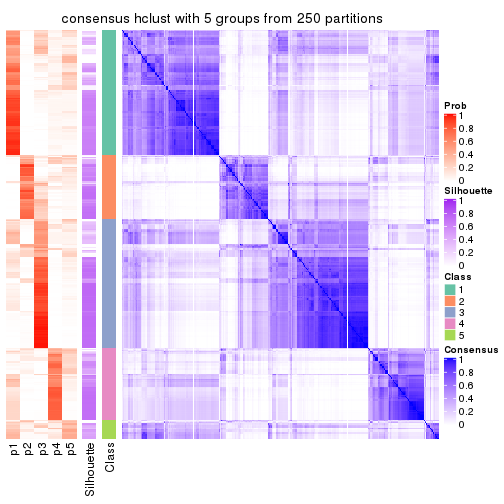 consensus hclust with 5 groups from 250 partitions
Prob
1
0.8
0.6
0.4
0.2
0
Silhouette
1
0.8
0.6
0.4
0.2
0
Class
1
2
3
4
5
Consensus
1
0.8
0.6
0.4
0.2
0
p1
p2
p3
p4
p5
Silhouette
Class